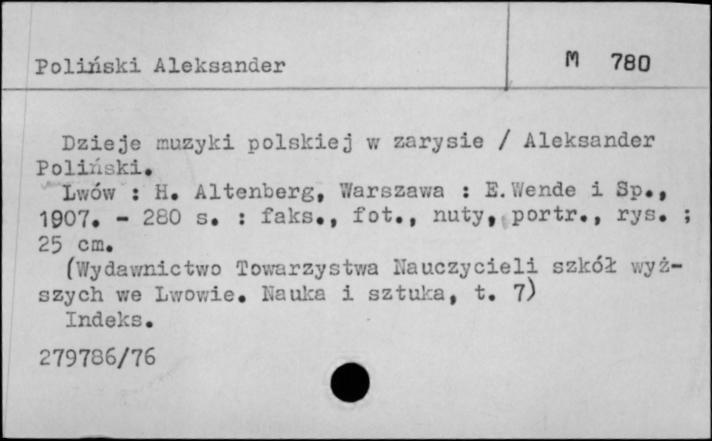 Poliński Aleksander
M 780
Dzieje muzyki polskiej w zarysie / Aleksander
Poliński.
Lwów : H. Altenberg, Warszawa : E.Wende i Sp.,
1907. - 280 s. : faks., fot., nuty, portr., rys. ;
25 cm.
(Wydawnictwo Towarzystwa Nauczycieli szkół wyż-
szych we Lwowie. Nauka i sztuka, t. 7)
Indeks.
279786/76